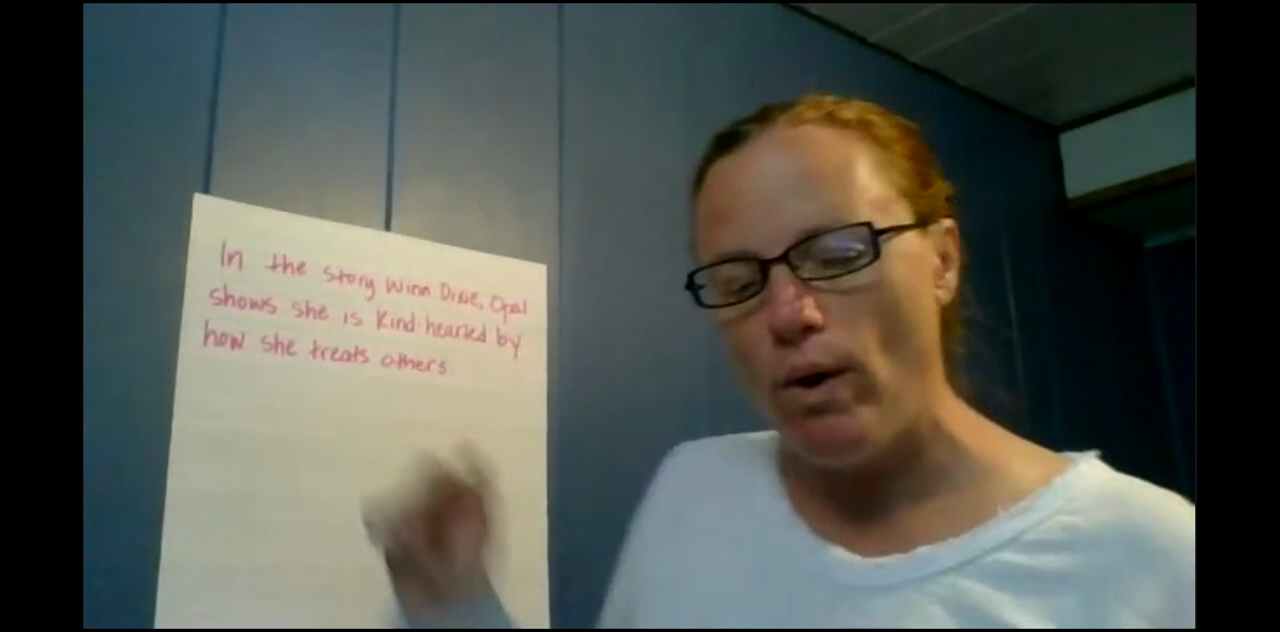 In the story Winn Dixie, Opal
shows she is Kind-hearted by
how she treats others.